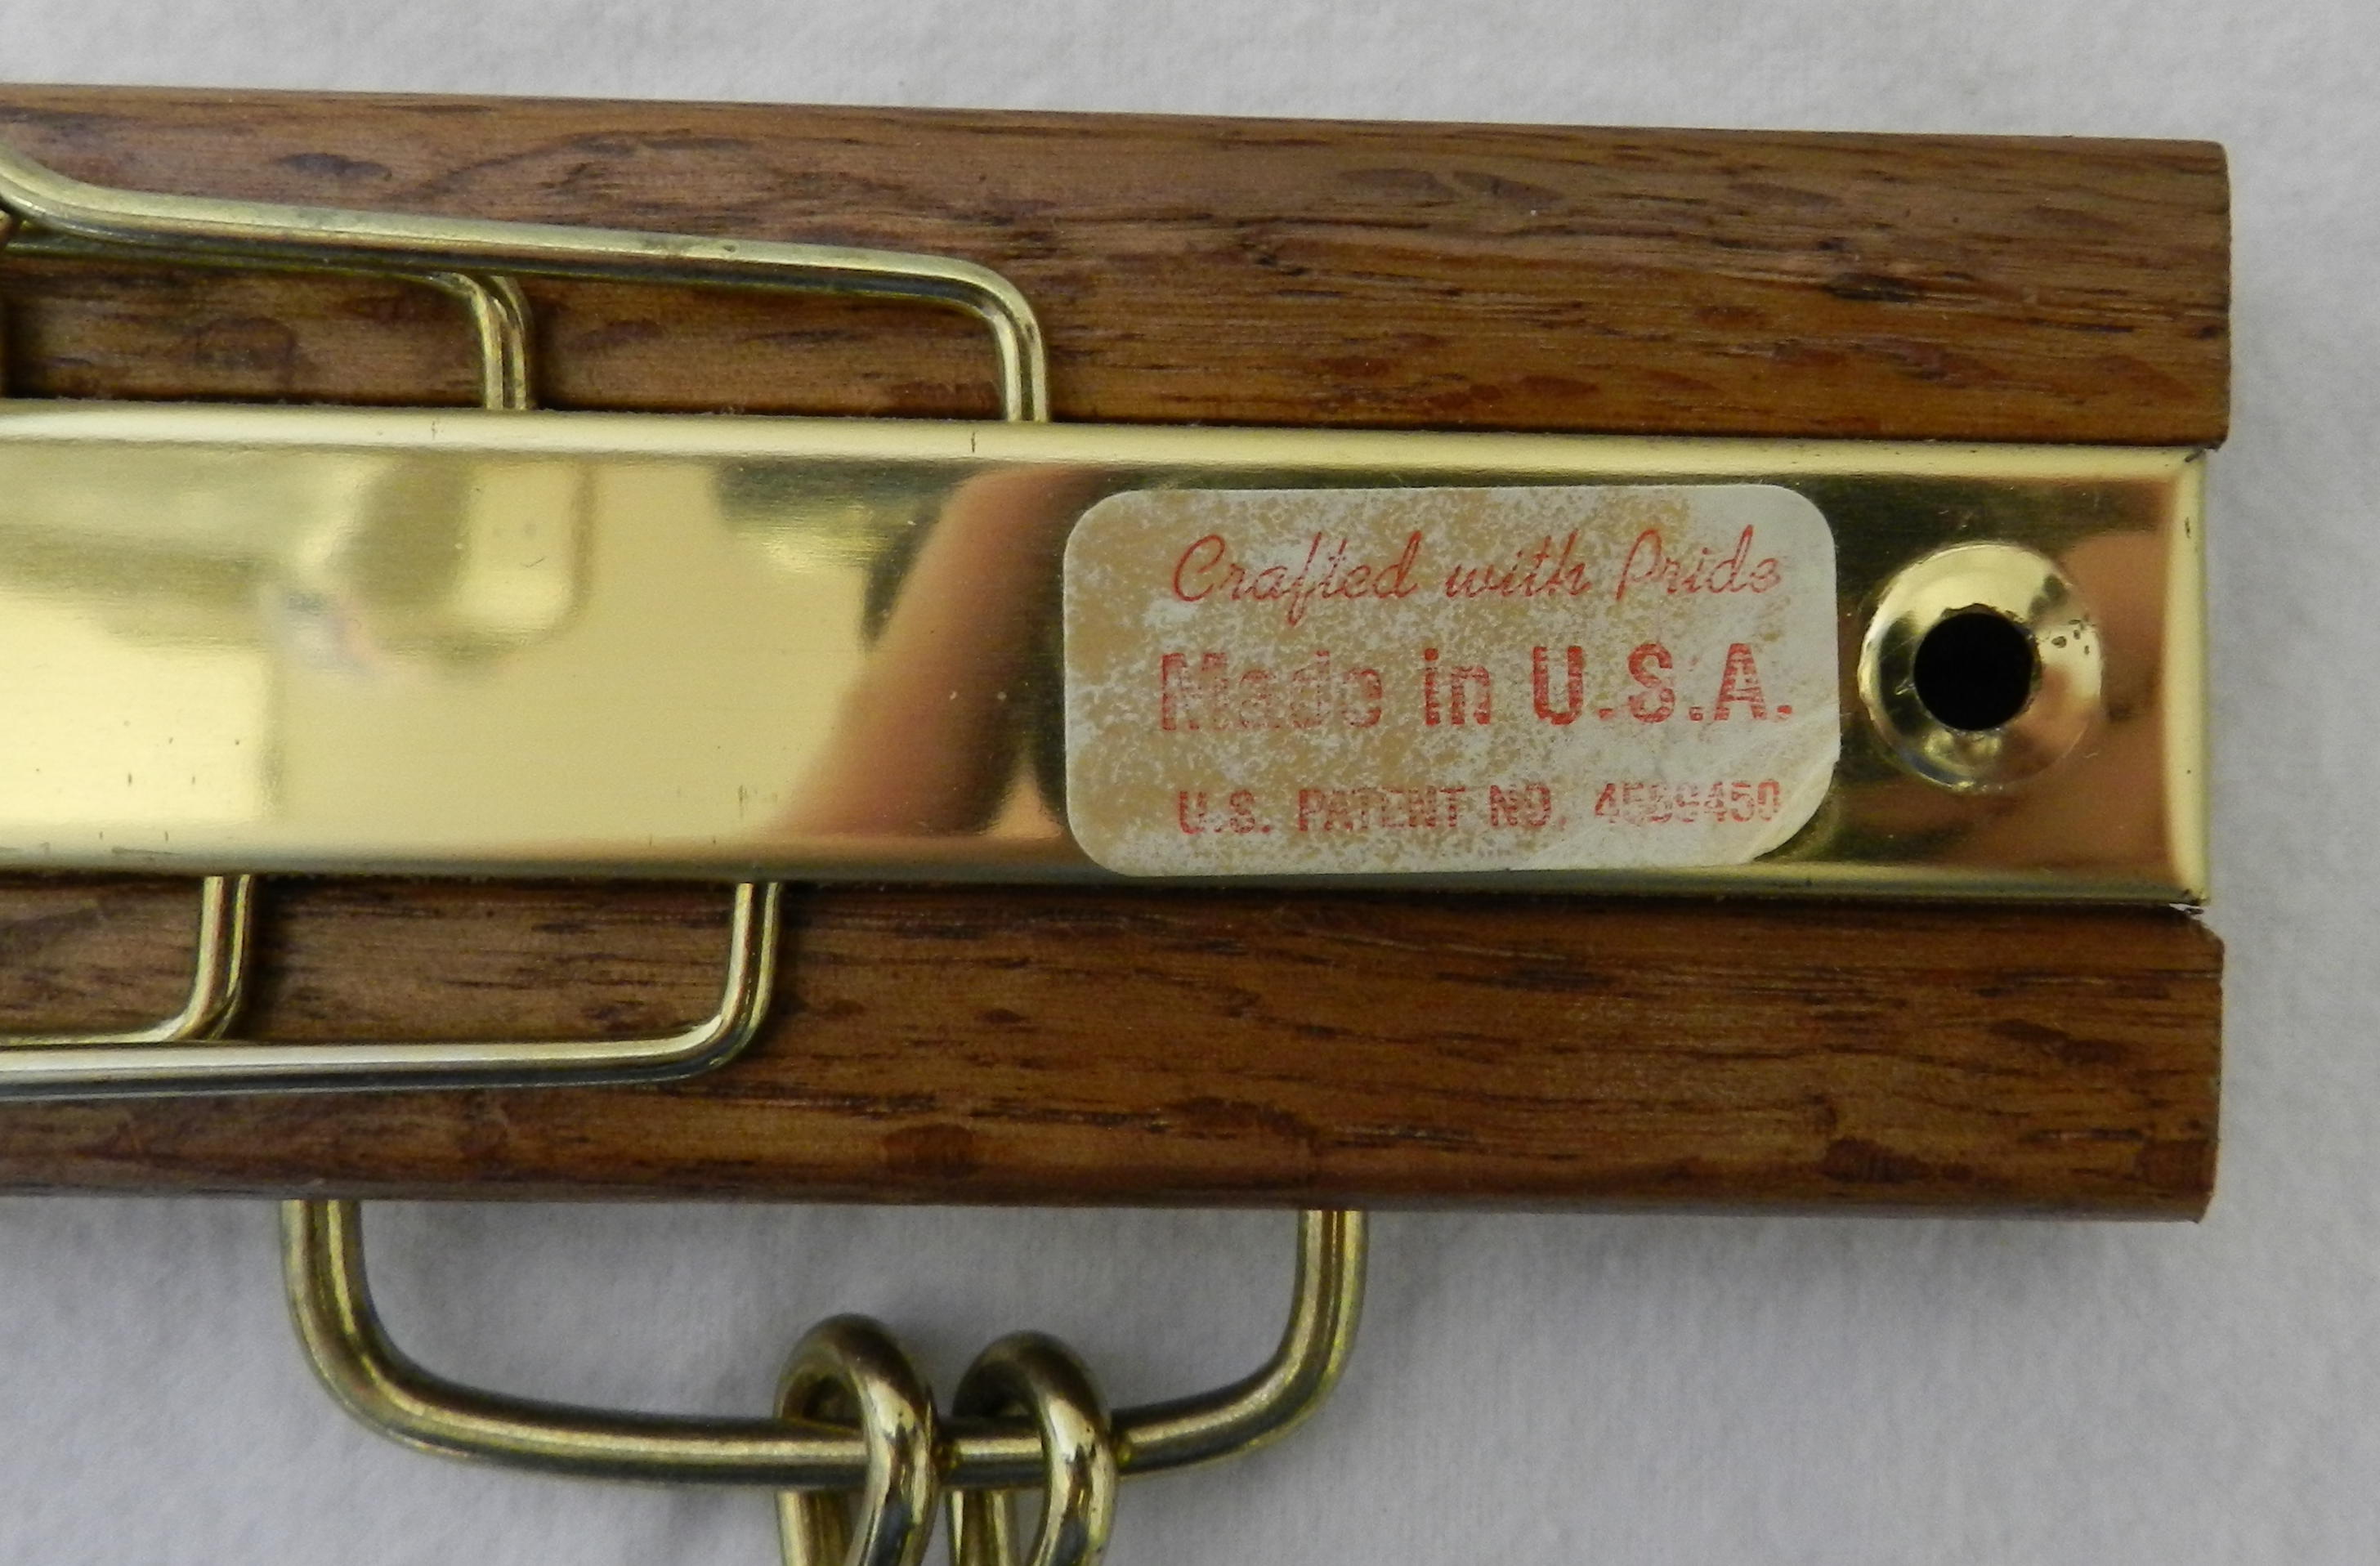 Crafted with Pride
Made in U.S.A.
U.S. PATENT NO.